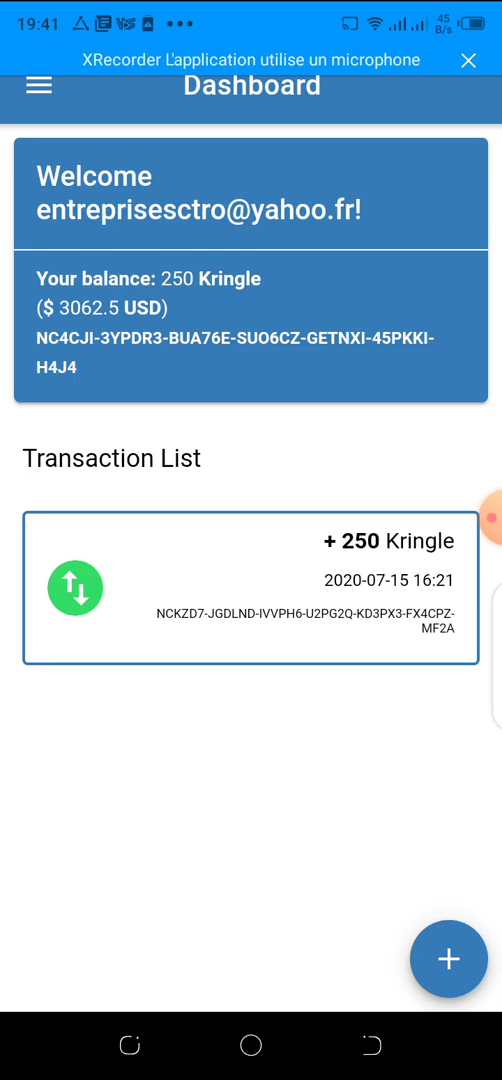 19:41
45
B/s
XRecorder L'application utilise un microphone
Dashboard
Welcome
entreprisesctro@yahoo.fr!
Your balance: 250 Kringle
($ 3062.5 USD)
NC4CJI-3YPDR3-BUA76E-SUO6CZ-GETNXI-45PKKI-
H4J4
Transaction List
+ 250 Kringle
2020-07-15 16:21
NCKZD7-JGDLND-IVVPH6-U2PG2Q-KD3PX3-FX4CPZ-
MF2A